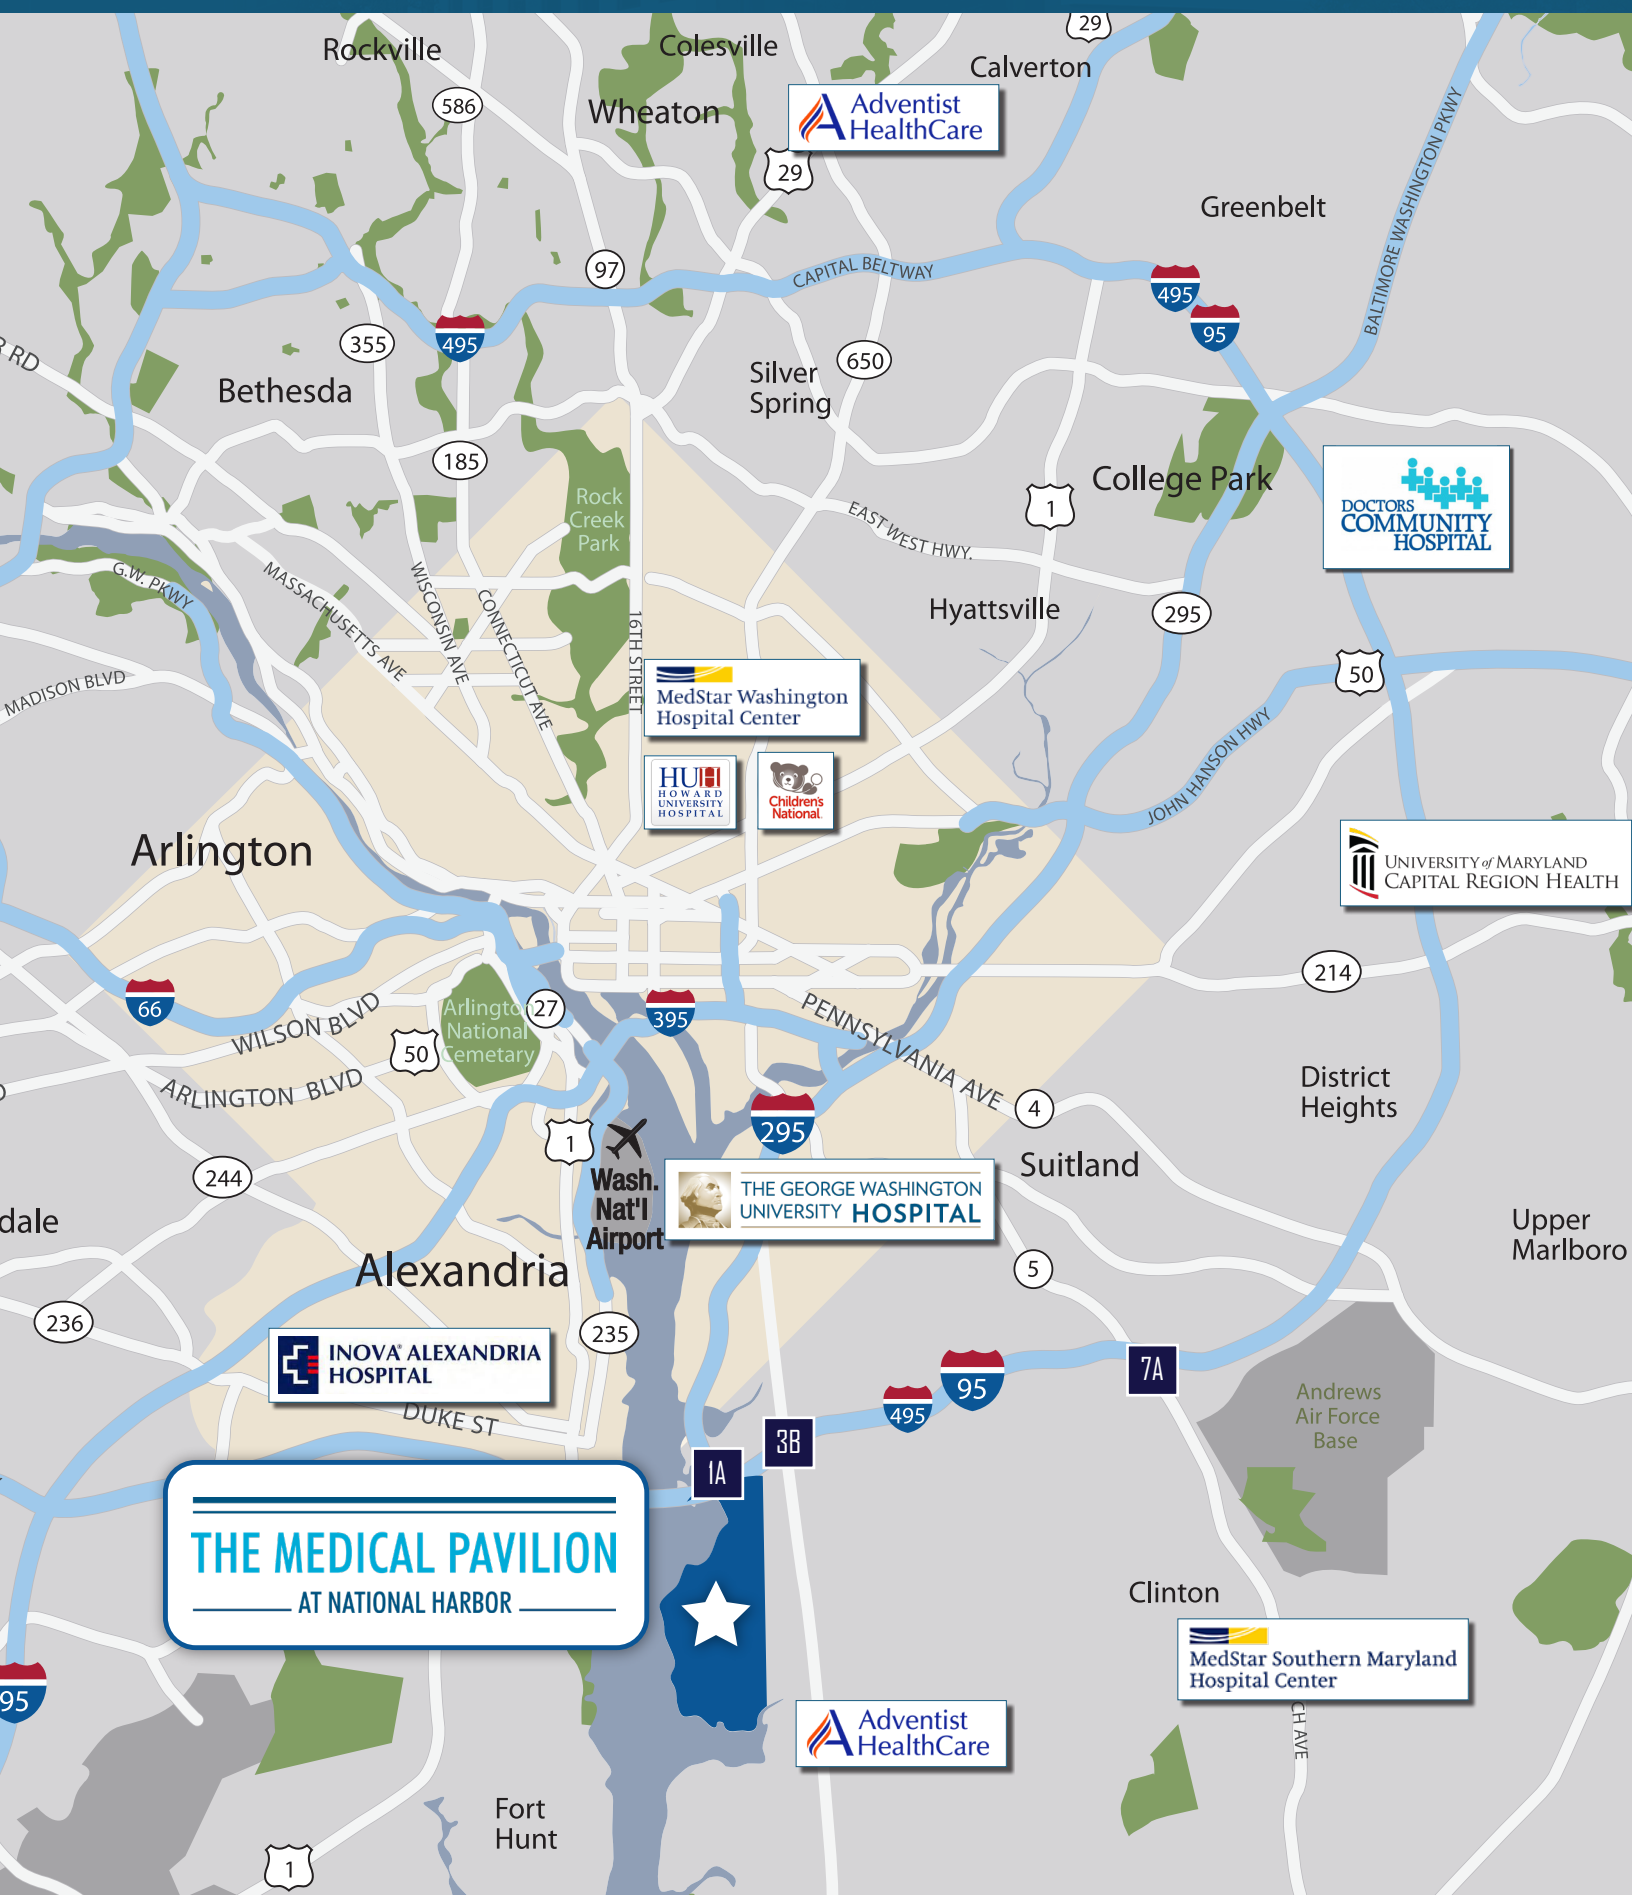 29
Rockville
Colesville
Calverton
586
Wheaton
Adventist
HealthCare
29
BALTIMORE WASHINGTON PKWY
Greenbelt
97
CAPITAL BELTWAY
495
95
355
495
RD
Bethesda
Silver
Spring
650
185
College Park
Rock
Creek
Park
1
EAST WEST HWY.
DOCTORS
COMMUNITY
HOSPITAL
G.W. PKWY
MASSACHUSETTS AVE
WISCONSIN AVE
CONNECTICUT AVE
16TH STREET
Hyattsville
295
MADISON BLVD
MedStar Washington
Hospital Center
50
JOHN HANSON HWY
HUH
HOWARD
UNIVERSITY
HOSPITAL
Children's
National
Arlington
UNIVERSITY of MARYLAND
CAPITAL REGION HEALTH
66
WILSON BLVD
Arlington
National
Cemetary
27
395
214
50
PENNSYLVANIA AVE
ARLINGTON BLVD
4
District
Heights
1
295
244
Wash.
Nat'l
Airport
THE GEORGE WASHINGTON
UNIVERSITY HOSPITAL
Suitland
dale
Upper
Marlboro
Alexandria
5
236
235
INOVA® ALEXANDRIA
HOSPITAL
95
495
7A
Andrews
Air Force
Base
DUKE ST
3B
1A
THE MEDICAL PAVILION
AT NATIONAL HARBOR
Clinton
MedStar Southern Maryland
Hospital Center
95
CH AVE
Adventist
HealthCare
Fort
Hunt
1